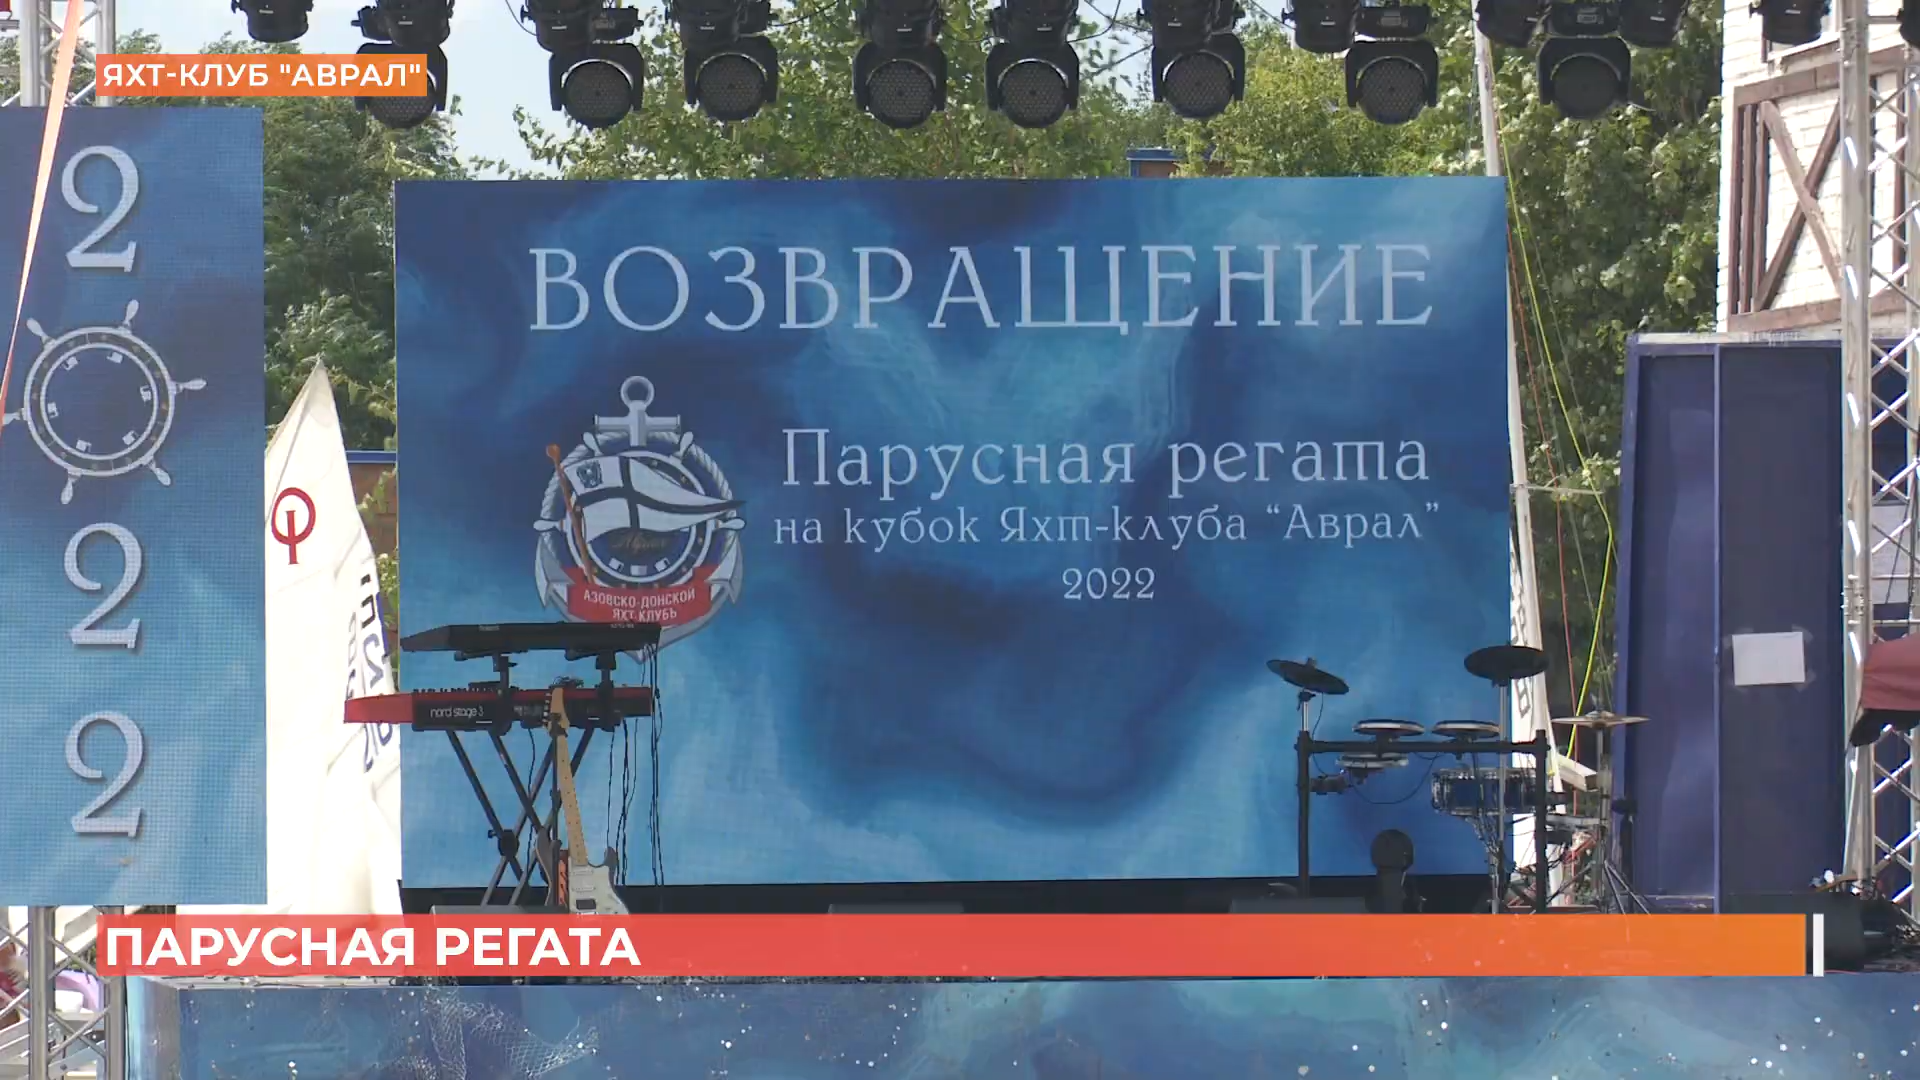 ЯХТ-КЛУБ "АВРАЛ"
2
2
2
ВОЗВРАЩЕНИЕ
Парусная регата
на кубок Яхт-клуба “Аврал”
2022
АЗОВСКО-ДОНСКОЙ
ЯХТ-КЛУБЪ
nord stage 3
ПАРУСНАЯ РЕГАТА